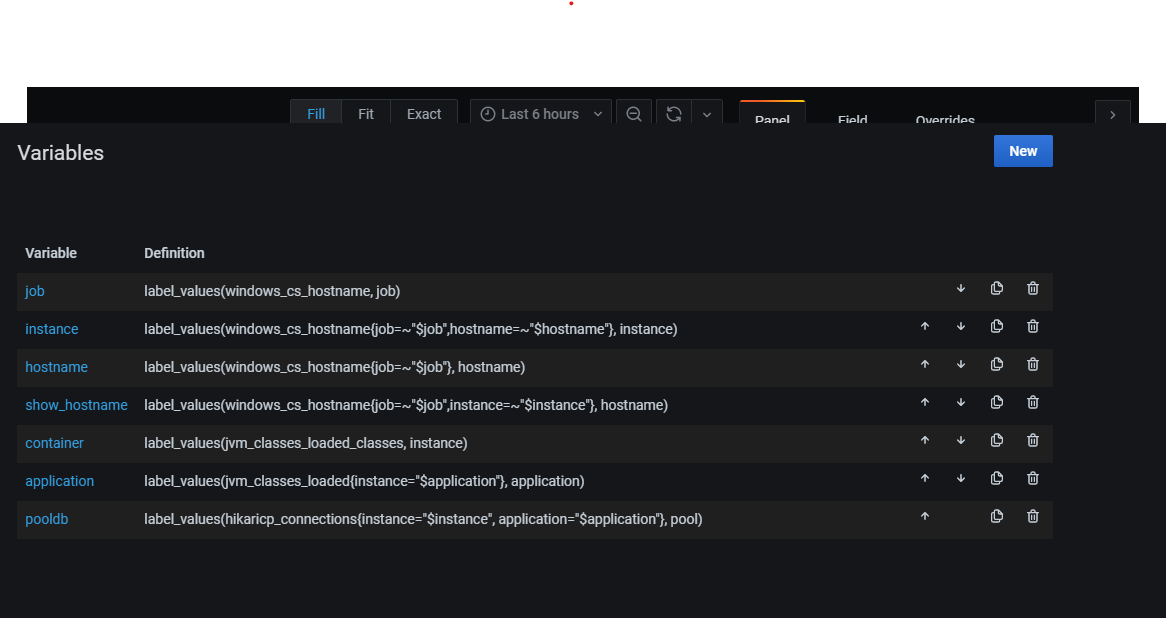 Fill Fit Exact Last 6 hours Panel Field Overrides
Variables New
Variable Definition
job label_values(windows_cs_hostname, job)
instance label_values(windows_cs_hostname{job=~"$job",hostname=~"$hostname"}, instance)
hostname label_values(windows_cs_hostname{job=~"$job"}, hostname)
show_hostname label_values(windows_cs_hostname{job=~"$job",instance=~"$instance"}, hostname)
container label_values(jvm_classes_loaded_classes, instance)
application label_values(jvm_classes_loaded{instance="$application"}, application)
pooldb label_values(hikaricp_connections{instance="$instance", application="$application"}, pool)